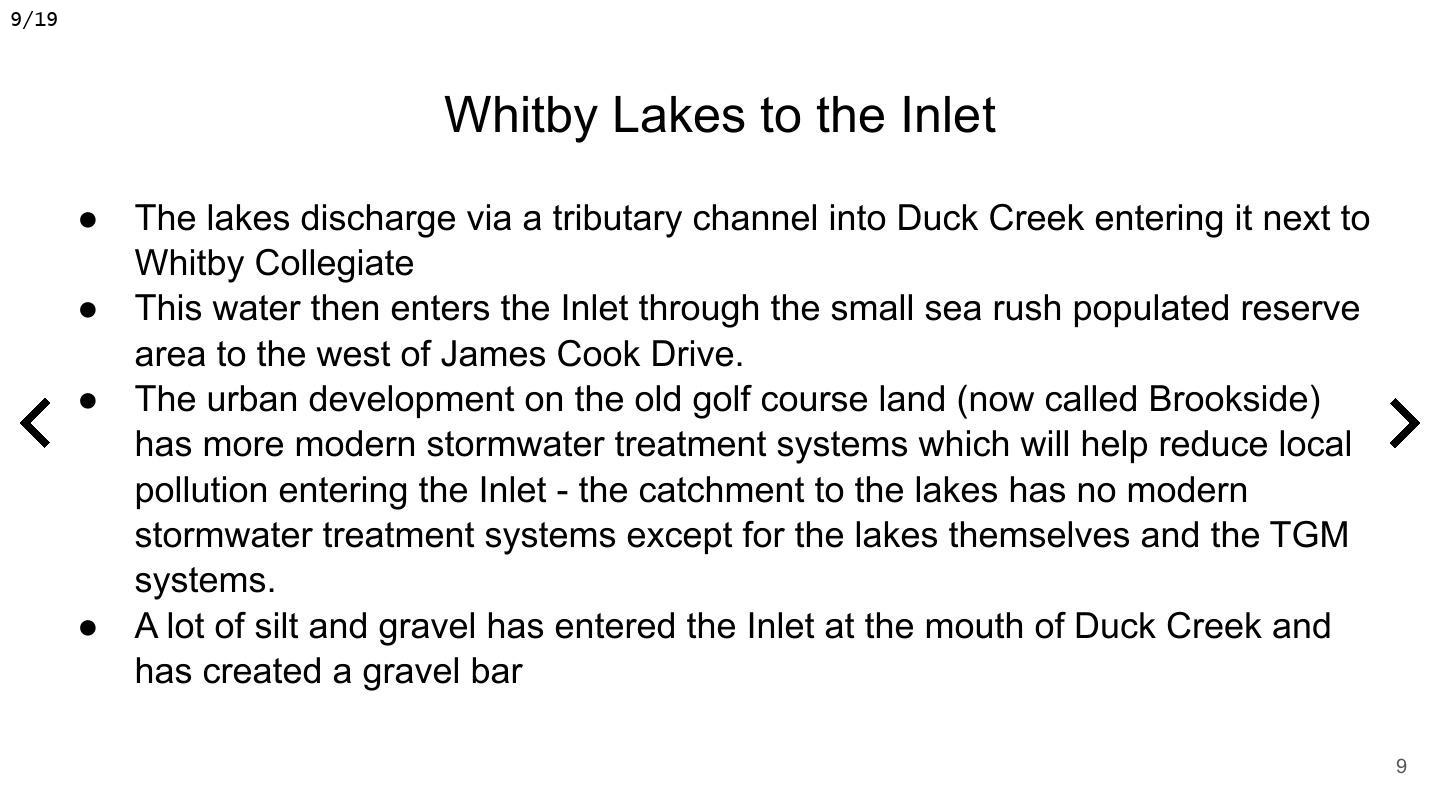 9/19
Whitby Lakes to the Inlet
● The lakes discharge via a tributary channel into Duck Creek entering it next to
Whitby Collegiate
● This water then enters the Inlet through the small sea rush populated reserve
area to the west of James Cook Drive.
● The urban development on the old golf course land (now called Brookside)
has more modern stormwater treatment systems which will help reduce local
pollution entering the Inlet - the catchment to the lakes has no modern
stormwater treatment systems except for the lakes themselves and the TGM
systems.
● A lot of silt and gravel has entered the Inlet at the mouth of Duck Creek and
has created a gravel bar
9